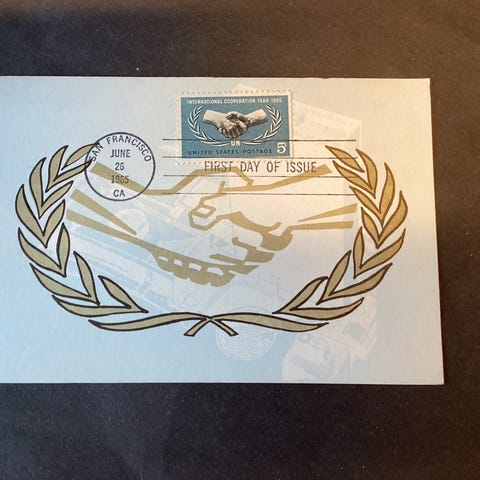 INTERNATIONAL COOPERATION YEAR 1965
UN
UNITED STATES POSTAGE 5¢
SAN FRANCISCO
JUNE
26
1965
CA
FIRST DAY OF ISSUE